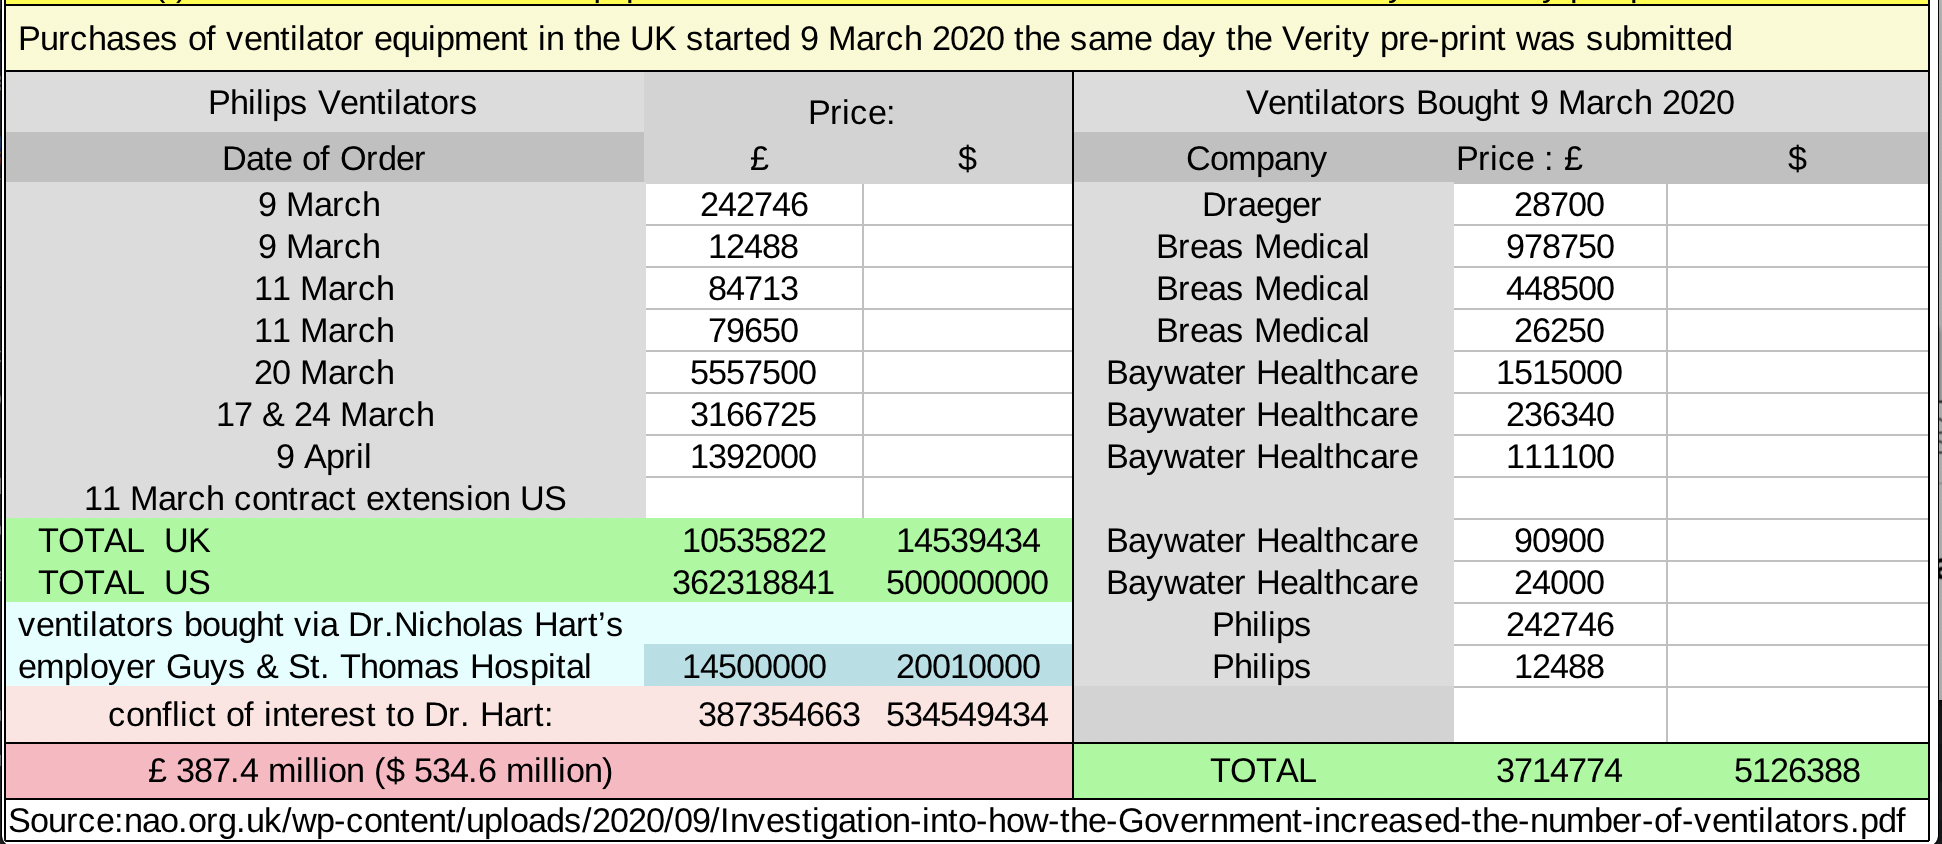 Purchases of ventilator equipment in the UK started 9 March 2020 the same day the Verity pre-print was submitted
Philips Ventilators Price: Ventilators Bought 9 March 2020
Date of Order £ $ Company Price : £ $
9 March 242746 Draeger 28700
9 March 12488 Breas Medical 978750
11 March 84713 Breas Medical 448500
11 March 79650 Breas Medical 26250
20 March 5557500 Baywater Healthcare 1515000
17 & 24 March 3166725 Baywater Healthcare 236340
9 April 1392000 Baywater Healthcare 111100
11 March contract extension US
TOTAL UK 10535822 14539434 Baywater Healthcare 90900
TOTAL US 362318841 500000000 Baywater Healthcare 24000
ventilators bought via Dr.Nicholas Hart’s Philips 242746
employer Guys & St. Thomas Hospital 14500000 20010000 Philips 12488
conflict of interest to Dr. Hart: 387354663 534549434
£ 387.4 million ($ 534.6 million) TOTAL 3714774 5126388
Source:nao.org.uk/wp-content/uploads/2020/09/Investigation-into-how-the-Government-increased-the-number-of-ventilators.pdf